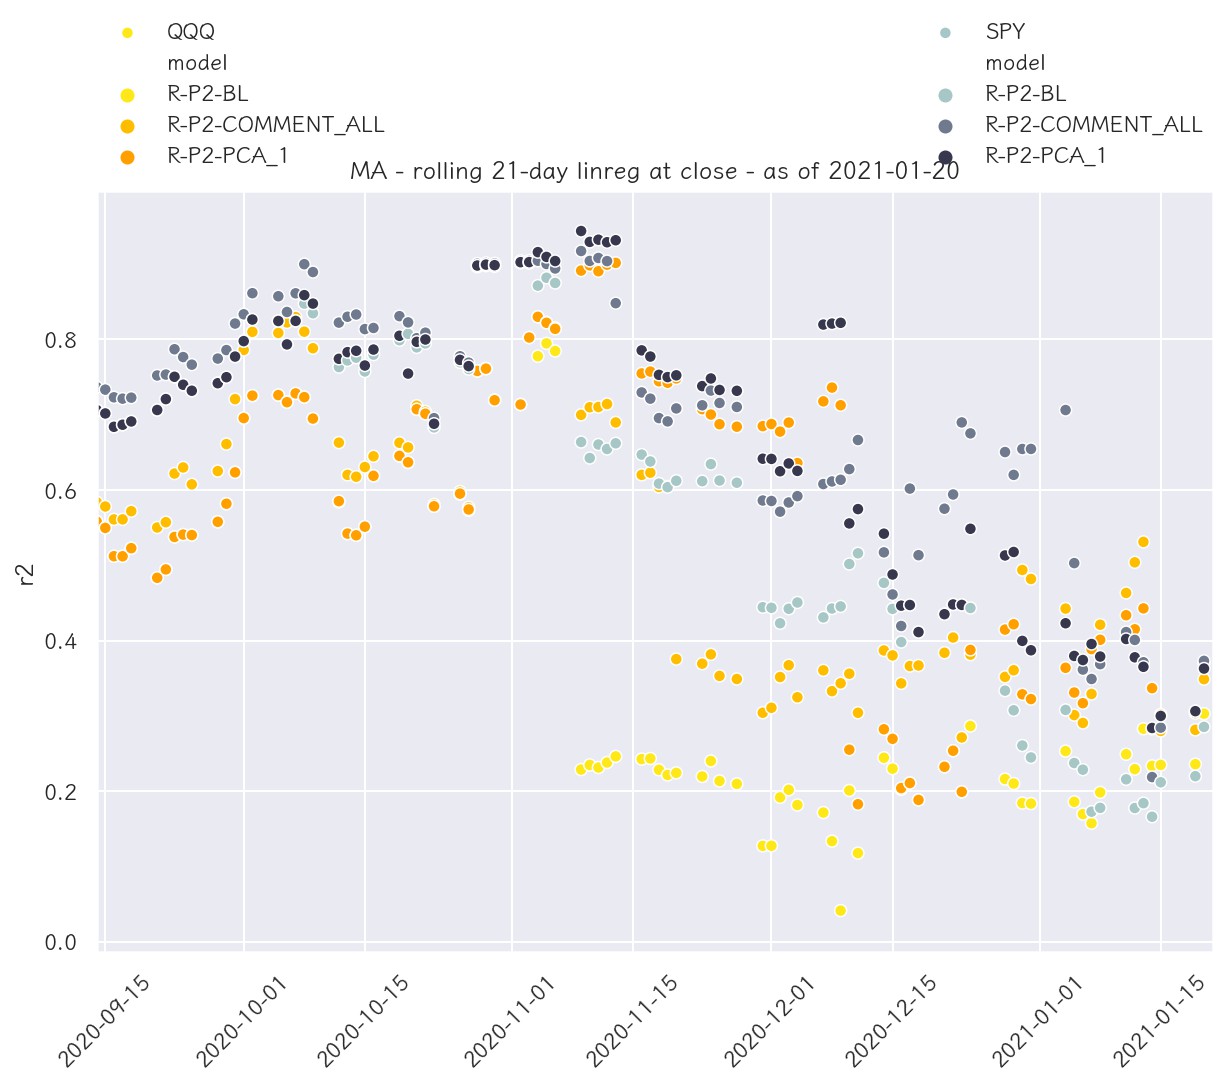 QQQ
model
R-P2-BL
R-P2-COMMENT_ALL
R-P2-PCA_1
SPY
model
R-P2-BL
R-P2-COMMENT_ALL
R-P2-PCA_1
MA - rolling 21-day linreg at close - as of 2021-01-20
r2
0.8
0.6
0.4
0.2
0.0
2020-09-15
2020-10-01
2020-10-15
2020-11-01
2020-11-15
2020-12-01
2020-12-15
2021-01-01
2021-01-15